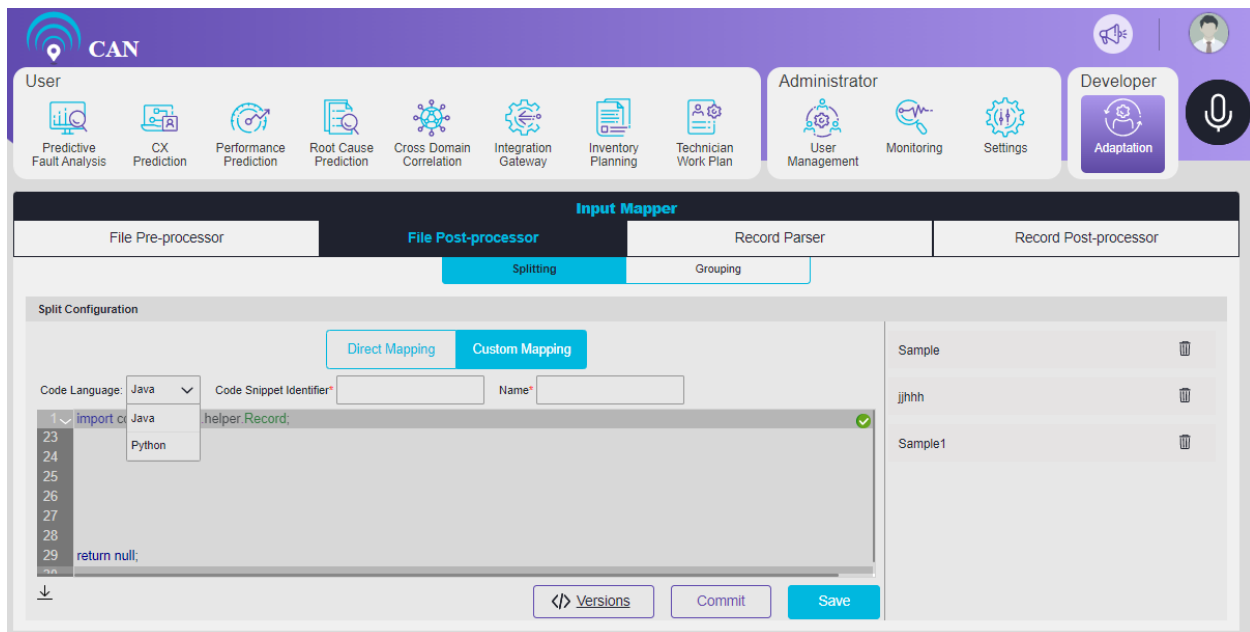 CAN
User
Administrator
Developer
Predictive
Fault Analysis
CX
Prediction
Performance
Prediction
Root Cause
Prediction
Cross Domain
Correlation
Integration
Gateway
Inventory
Planning
Technician
Work Plan
User
Management
Monitoring
Settings
Adaptation
Input Mapper
File Pre-processor
File Post-processor
Record Parser
Record Post-processor
Splitting
Grouping
Split Configuration
Direct Mapping
Custom Mapping
Code Language: Java
Code Snippet Identifier*
Name*
Java
Python
1 import .helper.Record;
23
24
25
26
27
28
29 return null;
Versions
Commit
Save
Sample
jjhhh
Sample1